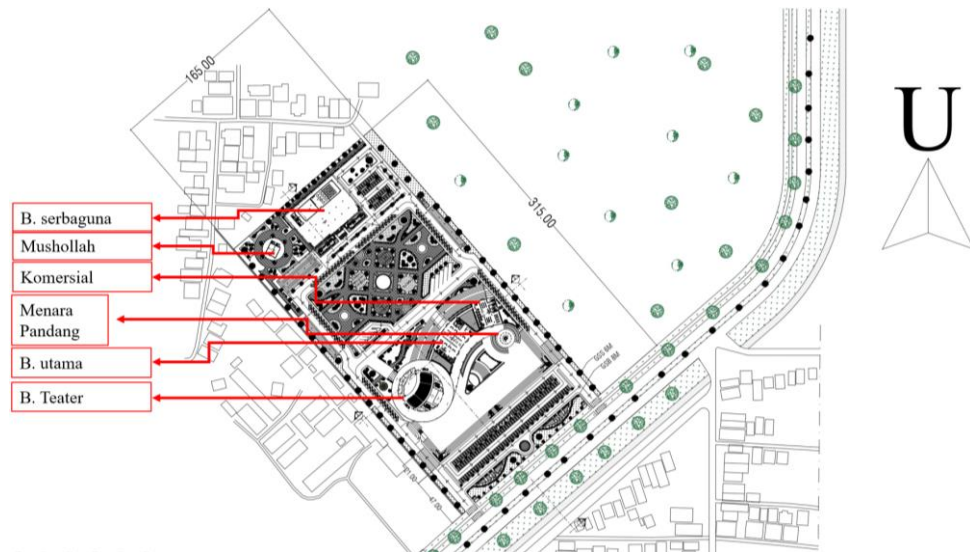 165.00
U
315.00
B. serbaguna
Mushollah
Komersial
Menara
Pandang
B. utama
B. Teater